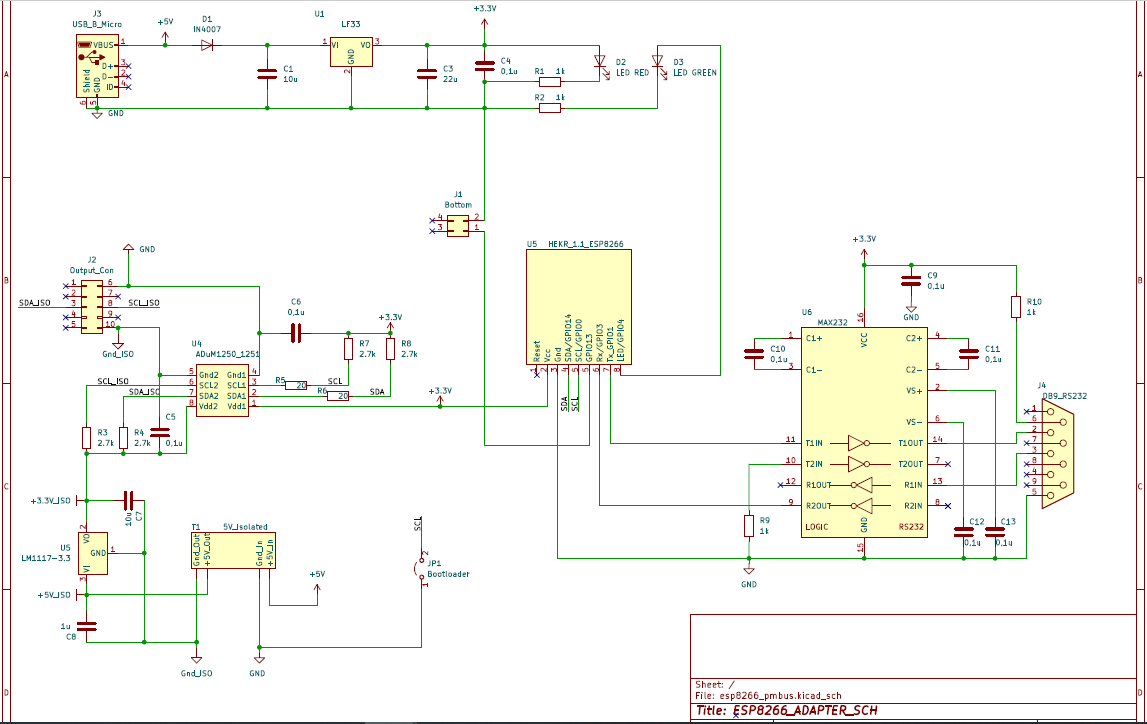 J3
USB_B_Micro
VBUS 1
D+ 3
D- 2
ID 4
Shield
GND
6 5
GND
+5V
D1
IN4007
C1
10u
U1
LF33
1 VI VO 3
GND
2
C3
22u
+3.3V
C4
0,1u
R1 1k
R2 1k
D2
LED RED
D3
LED GREEN
J1
Bottom
4 2
3 1
GND
J2
Output_Con
1 6
2 7
3 8
4 9
5 10
SDA_ISO
SCL_ISO
Gnd_ISO
C6
0,1u
+3.3V
R7
2.7k
R8
2.7k
U4
ADuM1250_1251
5 Gnd2 Gnd1 4
6 SCL2 SCL1 3
7 SDA2 SDA1 2
8 Vdd2 Vdd1 1
SCL_ISO
SDA_ISO
R5 20 SCL
R6 20 SDA
+3.3V
R3
2.7k
R4
2.7k
C5
0,1u
U5 HEKR_1.1_ESP8266
Reset
Vcc
Gnd
SDA/GPIO14
SCL/GPIO0
GPIO13
Rx/GPIO3
Tx_GPIO1
LED/GPIO4
1 2 3 4 5 5 6 7 8
SDA
SCL
+3.3V
C9
0,1u
GND
R10
1k
U6
MAX232
16
VCC
1 C1+ C2+ 4
3 C1- C2- 5
VS+ 2
VS- 6
11 T1IN T1OUT 14
10 T2IN T2OUT 7
12 R1OUT R1IN 13
9 R2OUT R2IN 8
LOGIC GND RS232
15
C10
0,1u
C11
0,1u
C12
0,1u
C13
0,1u
R9
1k
GND
J4
DB9_RS232
1
6
2
7
3
8
4
9
5
+3.3V_ISO
10u
C7
U5
LM1117-3.3
2
VO
GND 1
VI
3
+5V_ISO
1u
C8
T1 5V_Isolated
Gnd_Out
+5V_Out
Gnd_In
+5V_In
+5V
Gnd_ISO
GND
SCL
2
JP1
Bootloader
1
A
B
C
D
A
B
C
D
Sheet: /
File: esp8266_pmbus.kicad_sch
Title: ESP8266_ADAPTER_SCH